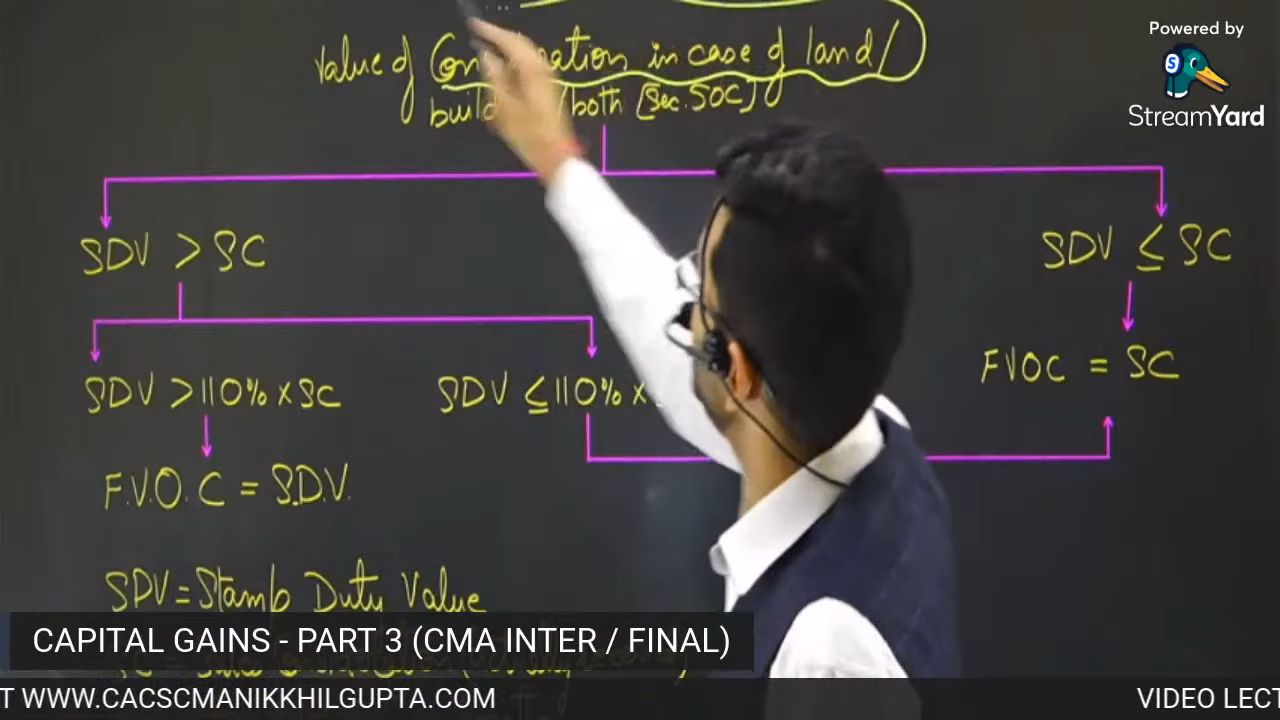 Powered by
StreamYard
Value of in case of land/
both [Sec. 50C]
SDV > SC
SDV ≤ SC
SDV > 110% x SC
SDV ≤ 110% x
FVOC = SC
F.V.O.C = S.D.V.
SDV = Stamp Duty Value
CAPITAL GAINS - PART 3 (CMA INTER / FINAL)
T WWW.CACSCMANIKKHILGUPTA.COM
VIDEO LECT